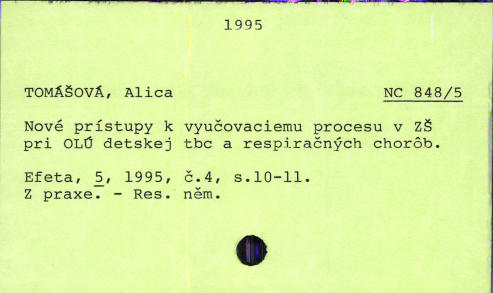 1995
TOMÁŠOVÁ, Alica NC 848/5
Nové prístupy k vyučovaciemu procesu v ZŠ
pri OLÚ detskej tbc a respiračných chorôb.
Efeta, 5, 1995, č.4, s.10-11.
Z praxe. - Res. něm.